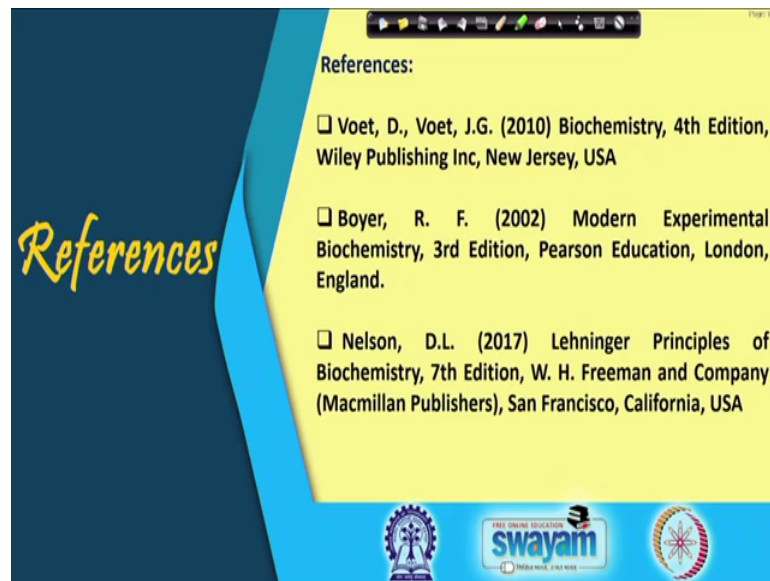 References:
❑ Voet, D., Voet, J.G. (2010) Biochemistry, 4th Edition,
Wiley Publishing Inc, New Jersey, USA
❑ Boyer, R. F. (2002) Modern Experimental
Biochemistry, 3rd Edition, Pearson Education, London,
England.
❑ Nelson, D.L. (2017) Lehninger Principles of
Biochemistry, 7th Edition, W. H. Freeman and Company
(Macmillan Publishers), San Francisco, California, USA
References
FREE ONLINE EDUCATION
swayam